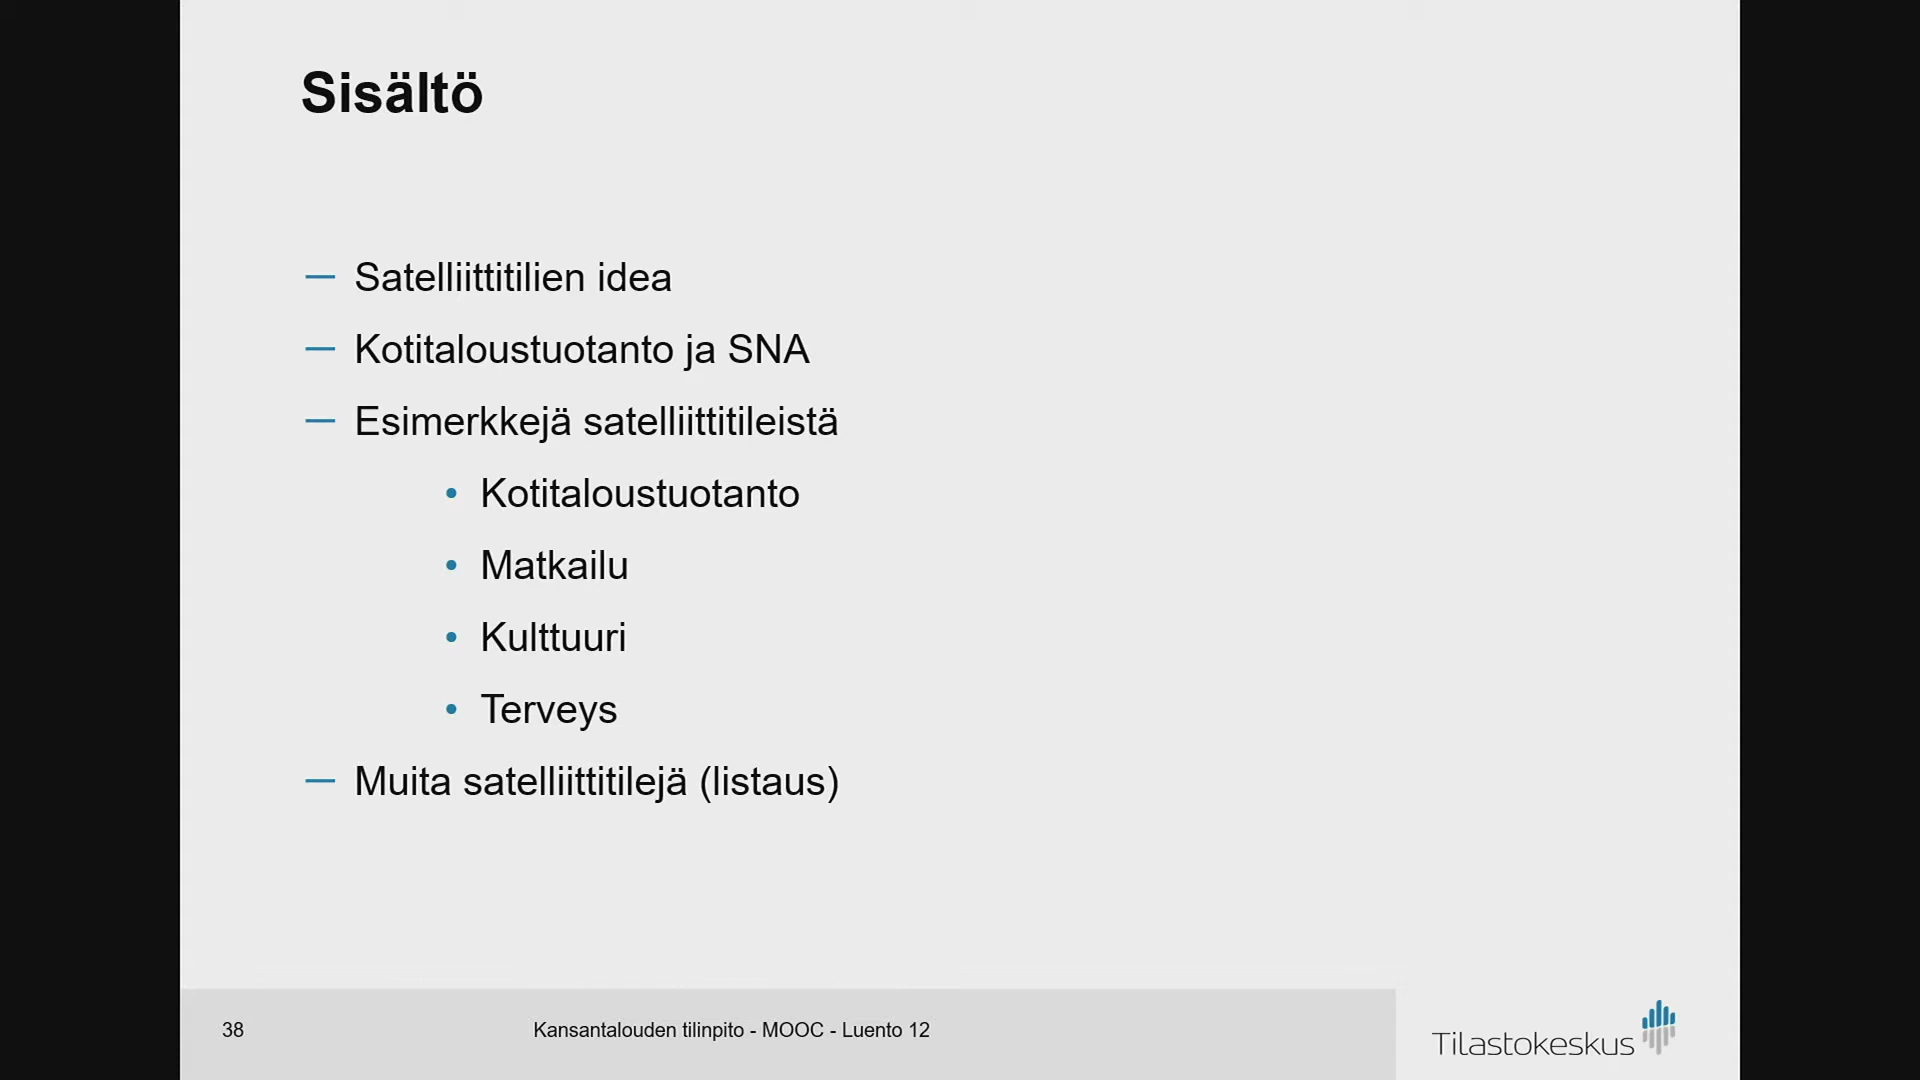 Sisältö
— Satelliittitilien idea
— Kotitaloustuotanto ja SNA
— Esimerkkejä satelliittitileistä
• Kotitaloustuotanto
• Matkailu
• Kulttuuri
• Terveys
— Muita satelliittitilejä (listaus)
38
Kansantalouden tilinpito - MOOC - Luento 12
Tilastokeskus